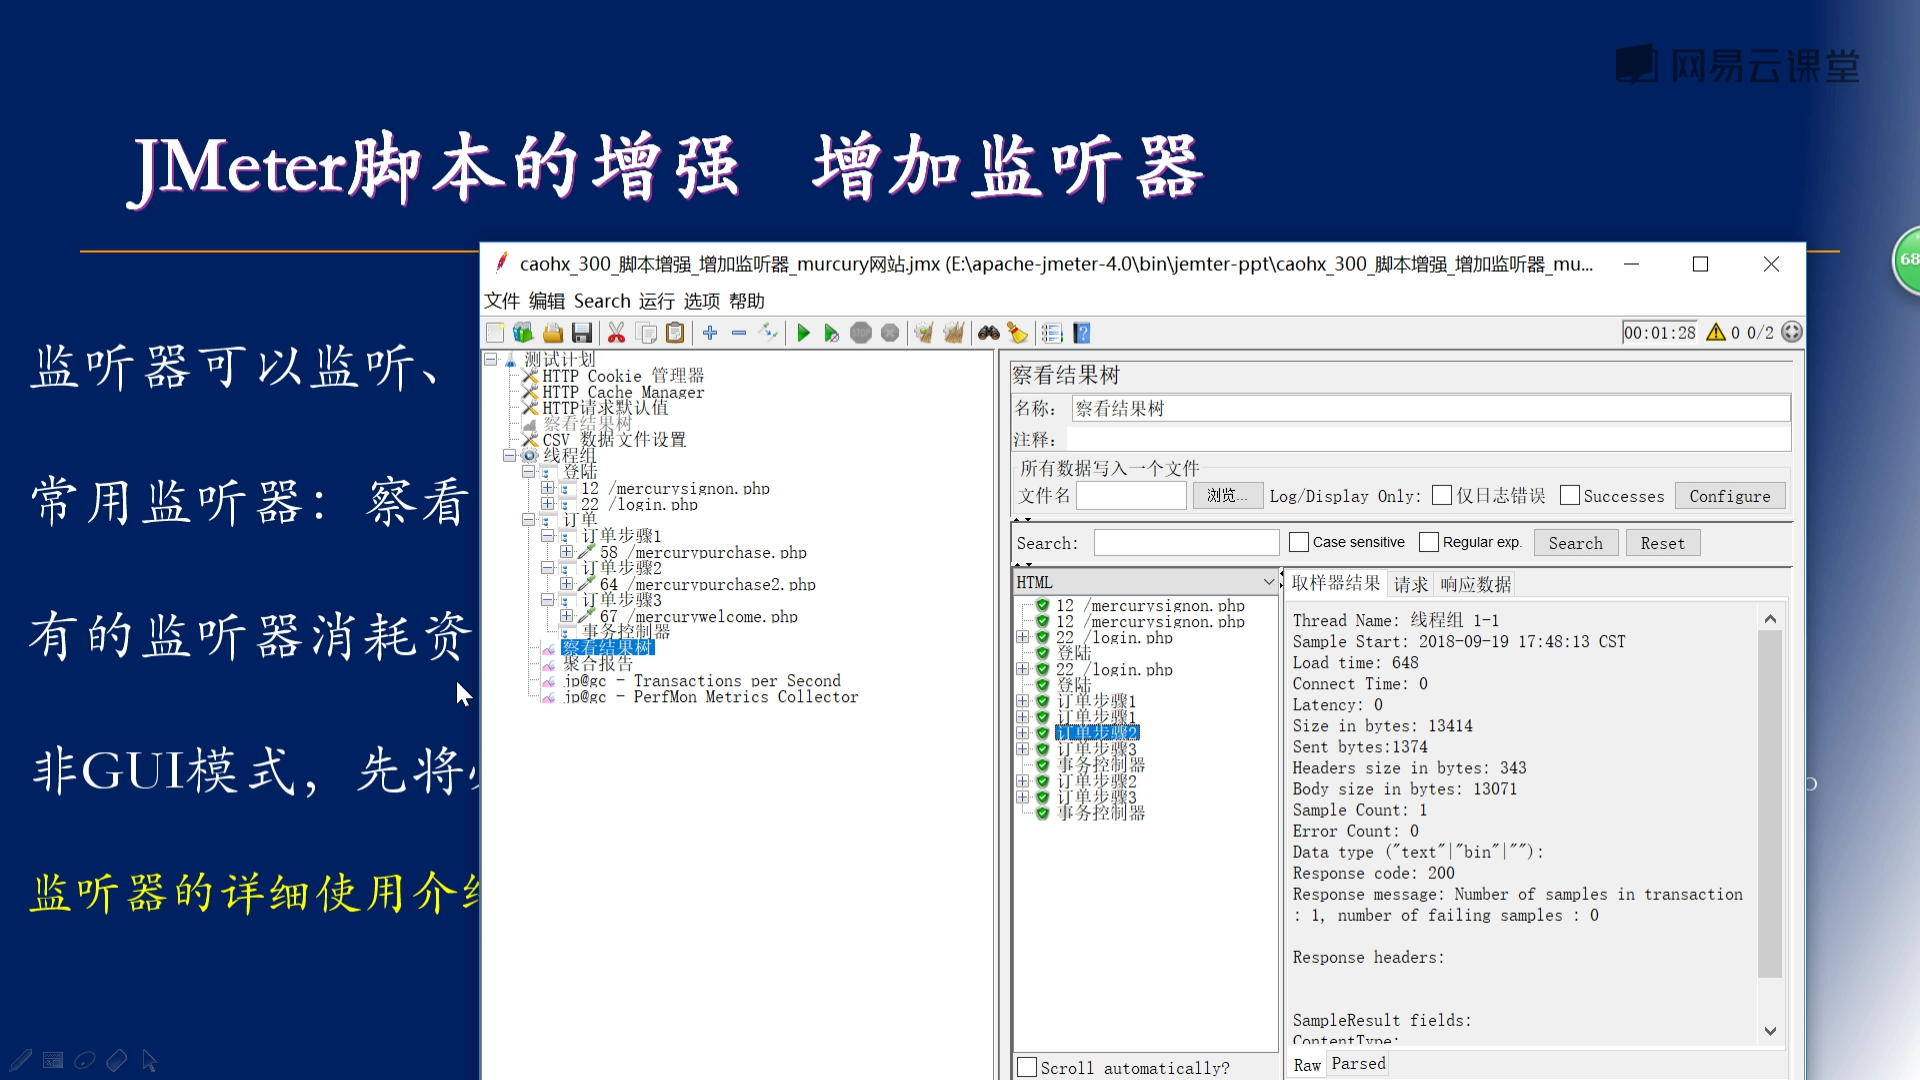 网易云课堂
JMeter脚本的增强 增加监听器
监听器可以监听、
常用监听器：察看
有的监听器消耗资
非GUI模式，先将
监听器的详细使用介
68
caohx_300_脚本增强_增加监听器_murcury网站.jmx (E:\apache-jmeter-4.0\bin\jemter-ppt\caohx_300_脚本增强_增加监听器_mu...
文件 编辑 Search 运行 选项 帮助
00:01:28 0 0/2
测试计划
HTTP Cookie 管理器
HTTP Cache Manager
HTTP请求默认值
察看结果树
CSV 数据文件设置
线程组
登陆
12 /mercurysignon.php
22 /login.php
订单
订单步骤1
58 /mercurypurchase.php
订单步骤2
64 /mercurypurchase2.php
订单步骤3
67 /mercurywelcome.php
事务控制器
察看结果树
聚合报告
jp@gc - Transactions per Second
jp@gc - PerfMon Metrics Collector
察看结果树
名称： 察看结果树
注释：
所有数据写入一个文件
文件名 浏览... Log/Display Only: 仅日志错误 Successes Configure
Search: Case sensitive Regular exp. Search Reset
HTML
12 /mercurysignon.php
12 /mercurysignon.php
22 /login.php
登陆
22 /login.php
登陆
订单步骤1
订单步骤1
订单步骤2
订单步骤3
事务控制器
订单步骤2
订单步骤3
事务控制器
Scroll automatically?
取样器结果 请求 响应数据
Thread Name: 线程组 1-1
Sample Start: 2018-09-19 17:48:13 CST
Load time: 648
Connect Time: 0
Latency: 0
Size in bytes: 13414
Sent bytes:1374
Headers size in bytes: 343
Body size in bytes: 13071
Sample Count: 1
Error Count: 0
Data type ("text"|"bin"|""):
Response code: 200
Response message: Number of samples in transaction
: 1, number of failing samples : 0
Response headers:
SampleResult fields:
ContentType:
Raw Parsed